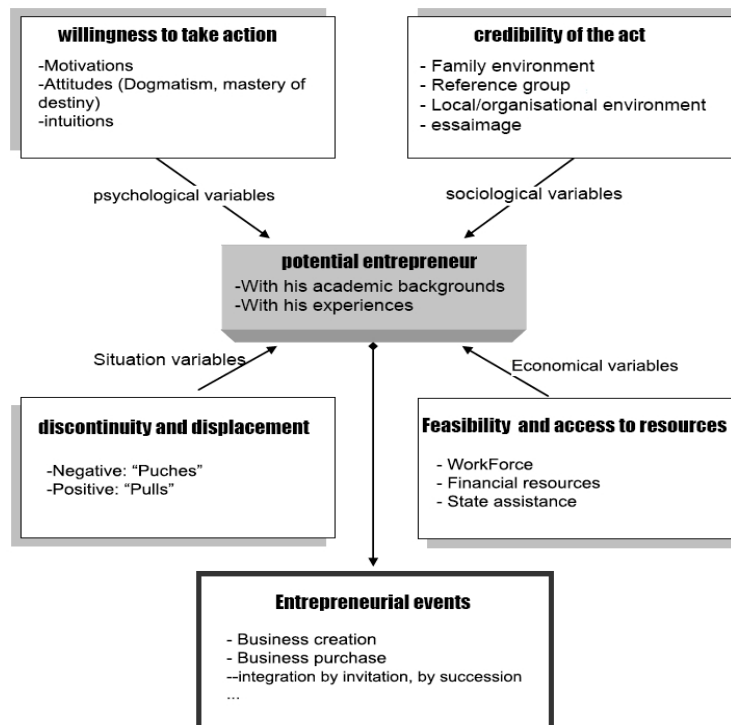 willingness to take action
-Motivations
-Attitudes (Dogmatism, mastery of
destiny)
-intuitions
credibility of the act
- Family environment
- Reference group
- Local/organisational environment
- essaimage
psychological variables
sociological variables
potential entrepreneur
-With his academic backgrounds
-With his experiences
Situation variables
Economical variables
discontinuity and displacement
-Negative: “Puches”
-Positive: “Pulls”
Feasibility and access to resources
- WorkForce
- Financial resources
- State assistance
Entrepreneurial events
- Business creation
- Business purchase
--integration by invitation, by succession
...